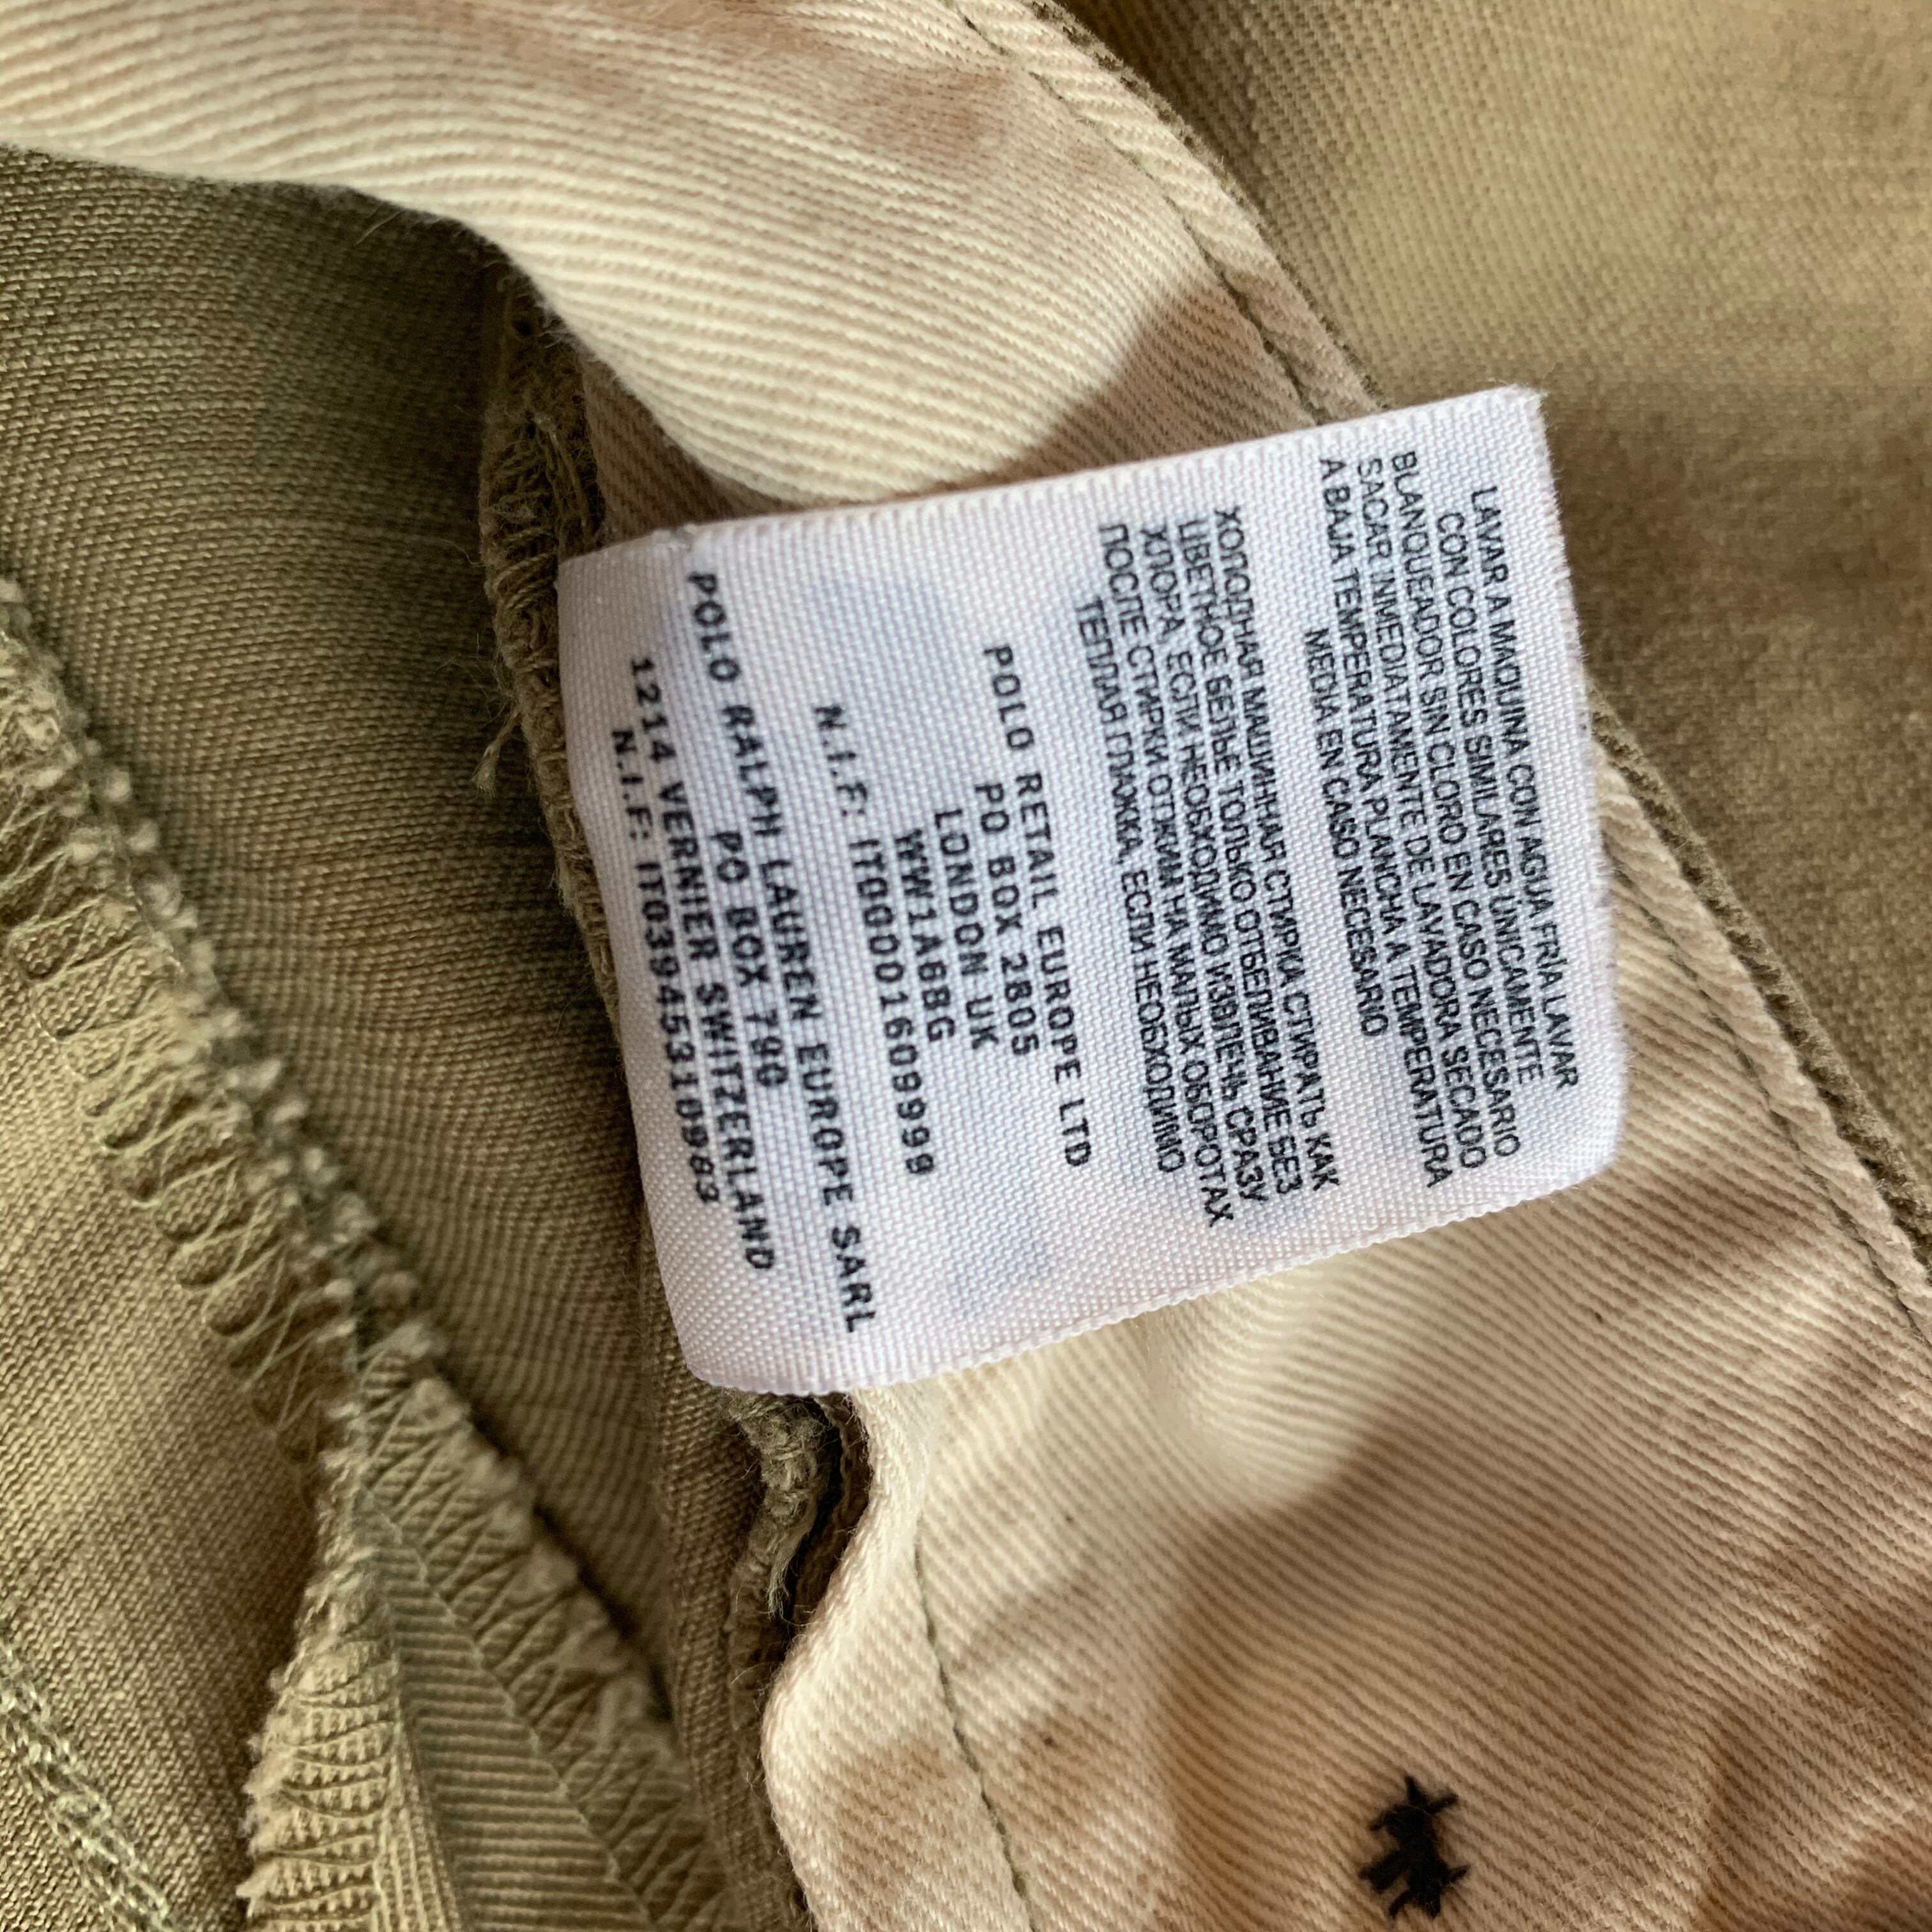 LAVAR A MAQUINA CON AGUA FRIA LAVAR
CON COLORES SIMILARES UNICAMENTE
BLANQUEADOR SIN CLORO EN CASO NECESARIO
SACAR INMEDIATAMENTE DE LAVADORA SECADO
A BAJA TEMPERATURA PLANCHA A TEMPERATURA
MEDIA EN CASO NECESARIO
ХОЛОДНАЯ МАШИННАЯ СТИРКА СТИРАТЬ КАК
ЦВЕТНОЕ БЕЛЬЕ ТОЛЬКО ОТБЕЛИВАНИЕ БЕЗ
ХЛОРА, ЕСЛИ НЕОБХОДИМО ИЗВЛЕЧЬ СРАЗУ
ПОСЛЕ СТИРКИ ОТЖИМ НА МАЛЫХ ОБОРОТАХ
ТЕПЛАЯ ГЛАЖКА, ЕСЛИ НЕОБХОДИМО
POLO RETAIL EUROPE LTD
PO BOX 2805
LONDON UK
WW1A6BG
N.I.F: IT00001609999
POLO RALPH LAUREN EUROPE SARL
PO BOX 790
1214 VERNIER SWITZERLAND
N.I.F: IT03945310963